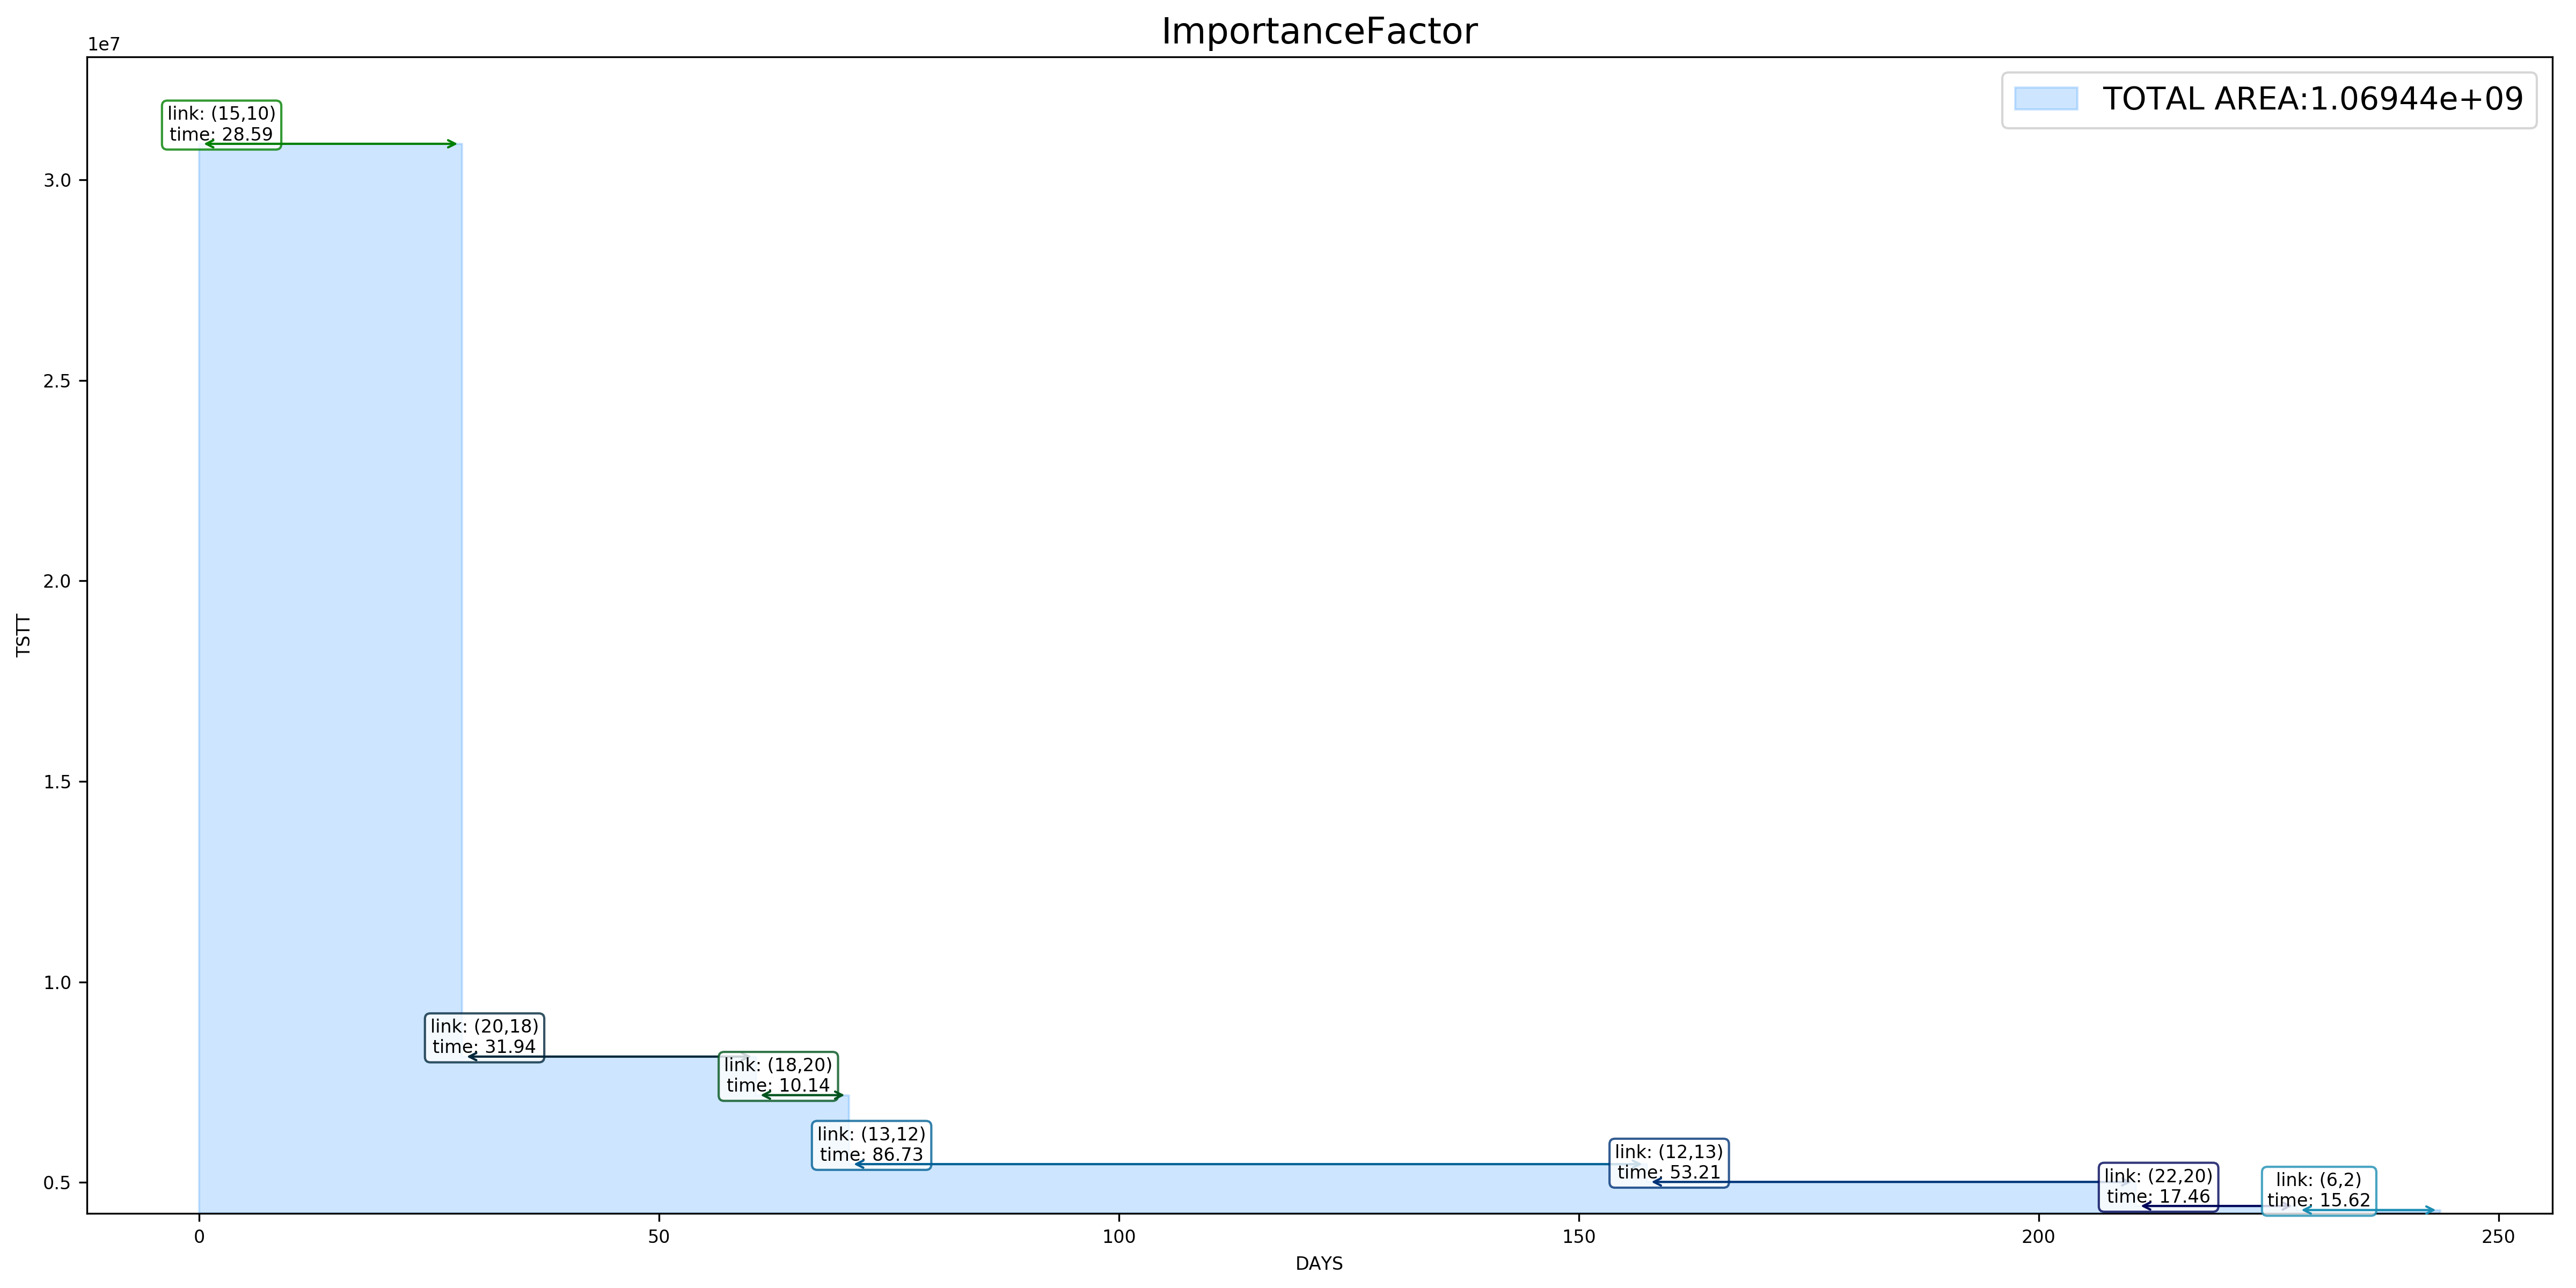 ImportanceFactor
1e7
TOTAL AREA:1.06944e+09
link: (15,10)
time: 28.59
3.0
2.5
2.0
TSTT
1.5
1.0
link: (20,18)
time: 31.94
link: (18,20)
time: 10.14
link: (13,12)
time: 86.73
link: (12,13)
time: 53.21
link: (22,20)
time: 17.46
link: (6,2)
time: 15.62
0.5
0 50 100 150 200 250
DAYS